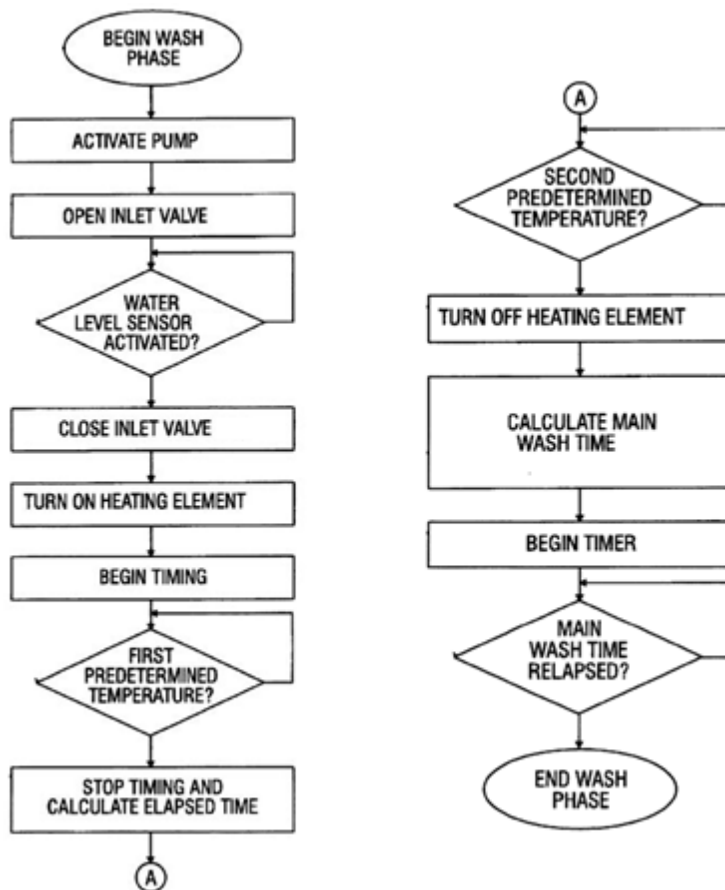 BEGIN WASH
PHASE
ACTIVATE PUMP
OPEN INLET VALVE
WATER
LEVEL SENSOR
ACTIVATED?
CLOSE INLET VALVE
TURN ON HEATING ELEMENT
BEGIN TIMING
FIRST
PREDETERMINED
TEMPERATURE?
STOP TIMING AND
CALCULATE ELAPSED TIME
A
A
SECOND
PREDETERMINED
TEMPERATURE?
TURN OFF HEATING ELEMENT
CALCULATE MAIN
WASH TIME
BEGIN TIMER
MAIN
WASH TIME
RELAPSED?
END WASH
PHASE